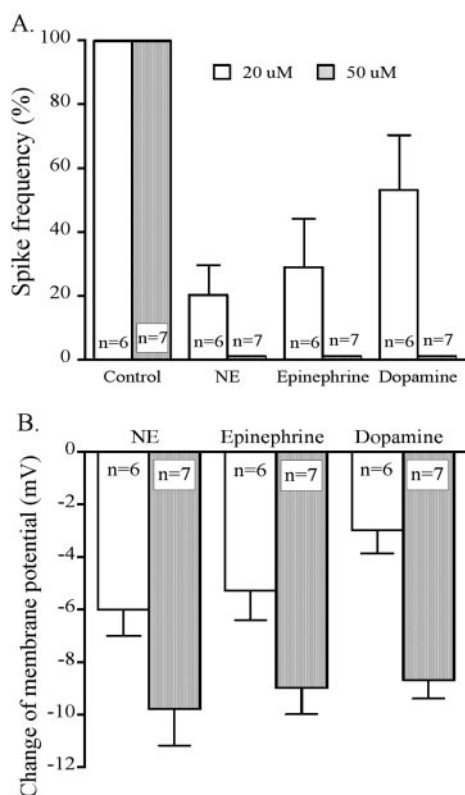 A.
Spike frequency (%)
100
80
60
40
20
0
20 uM 50 uM
n=6 n=7 n=6 n=7 n=6 n=7 n=6 n=7
Control NE Epinephrine Dopamine
B.
Change of membrane potential (mV)
NE Epinephrine Dopamine
0
-2
-4
-6
-8
-10
-12
n=6 n=7 n=6 n=7 n=6 n=7